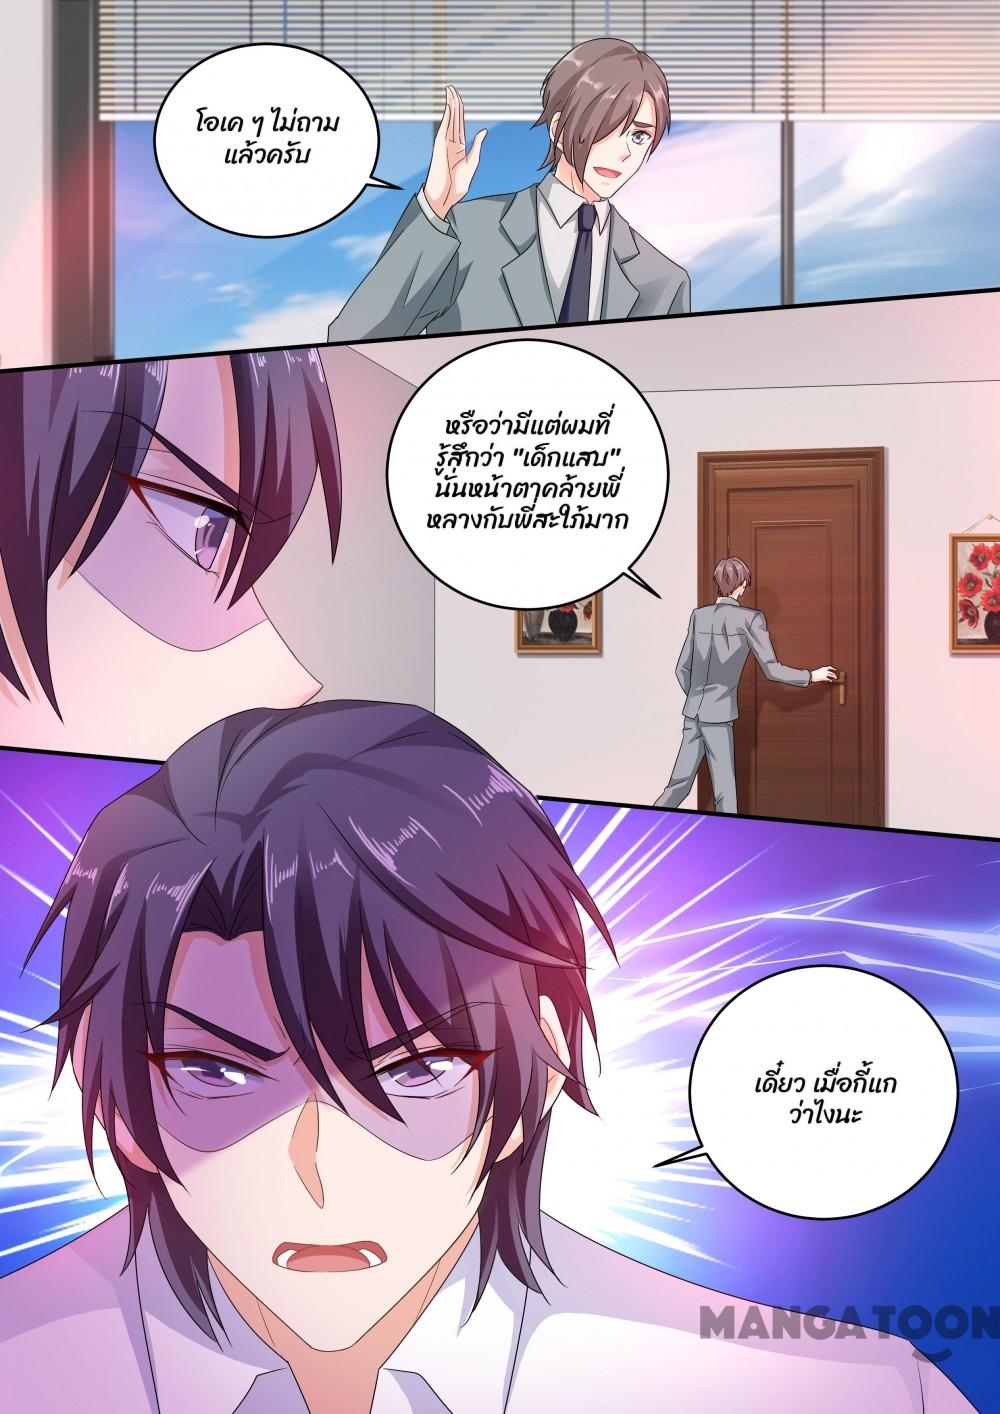 โอเค ๆ ไม่ถาม
แล้วครับ
หรือว่ามีแต่ผมที่
รู้สึกว่า "เด็กแสบ"
นั่นหน้าตาคล้ายพี่
หลางกับพี่สะใภ้มาก
เดี๋ยว เมื่อกี้แก
ว่าไงนะ
MANGATOON